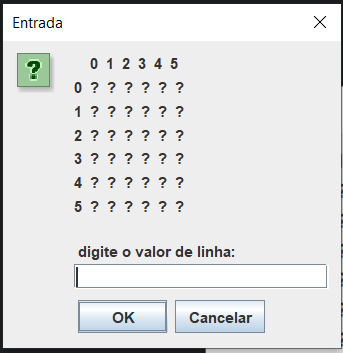 Entrada
0 1 2 3 4 5
0 ? ? ? ? ? ?
1 ? ? ? ? ? ?
2 ? ? ? ? ? ?
3 ? ? ? ? ? ?
4 ? ? ? ? ? ?
5 ? ? ? ? ? ?
digite o valor de linha:
OK Cancelar